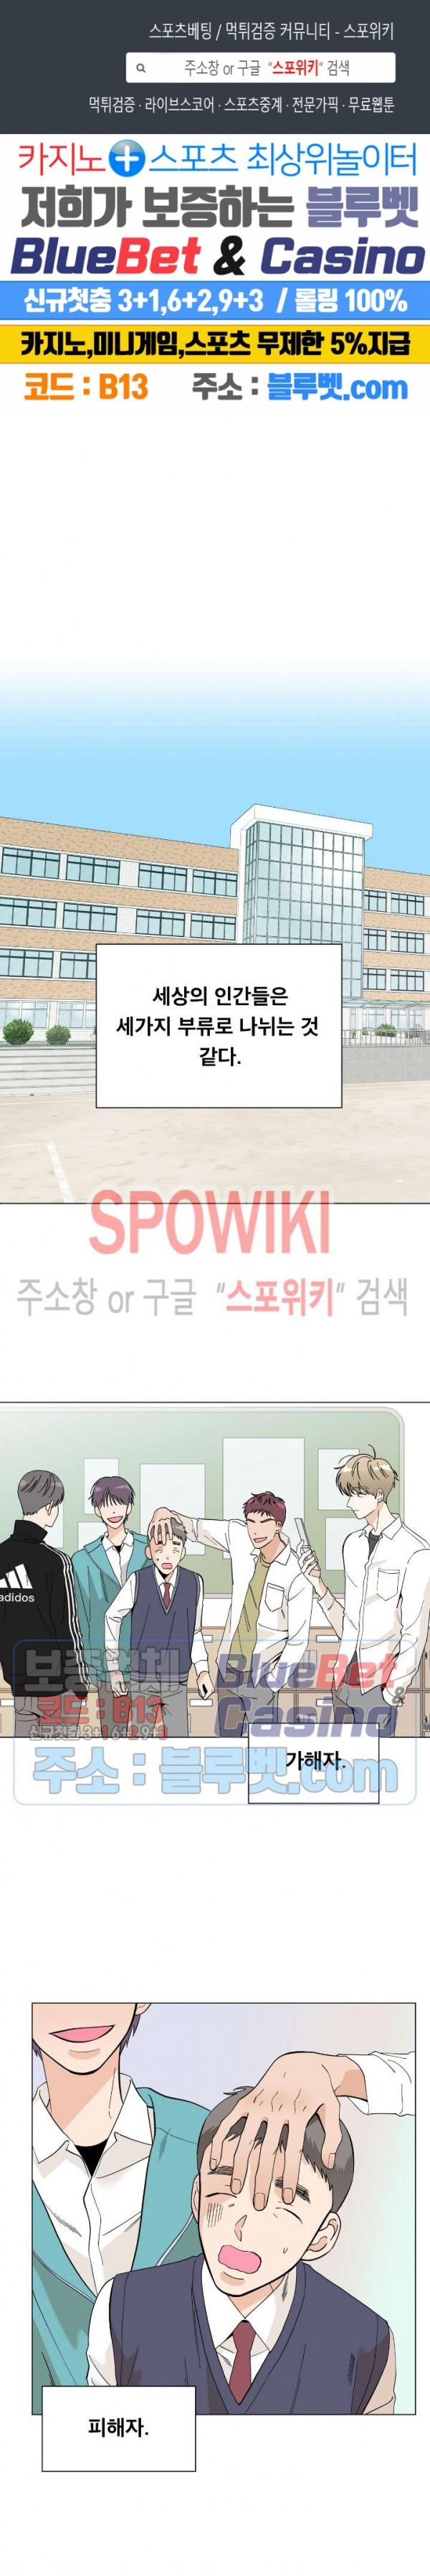 스포츠베팅 / 먹튀검증 커뮤니티 - 스포위키
주소창 or 구글 "스포위키" 검색
먹튀검증 · 라이브스코어 · 스포츠중계 · 전문가픽 · 무료웹툰
카지노+스포츠 최상위놀이터
저희가 보증하는 블루벳
BlueBet & Casino
신규첫충 3+1,6+2,9+3 / 롤링 100%
카지노,미니게임,스포츠 무제한 5%지급
코드 : B13 주소 : 블루벳.com
세상의 인간들은
세가지 부류로 나뉘는 것
같다.
SPOWIKI
주소창 or 구글 "스포위키" 검색
adidos
보증업체 BlueBet
코드 : B13 &
신규첫충 3+1 6+2 9+3 Casino
주소 : 블루벳.com
가해자.
피해자.